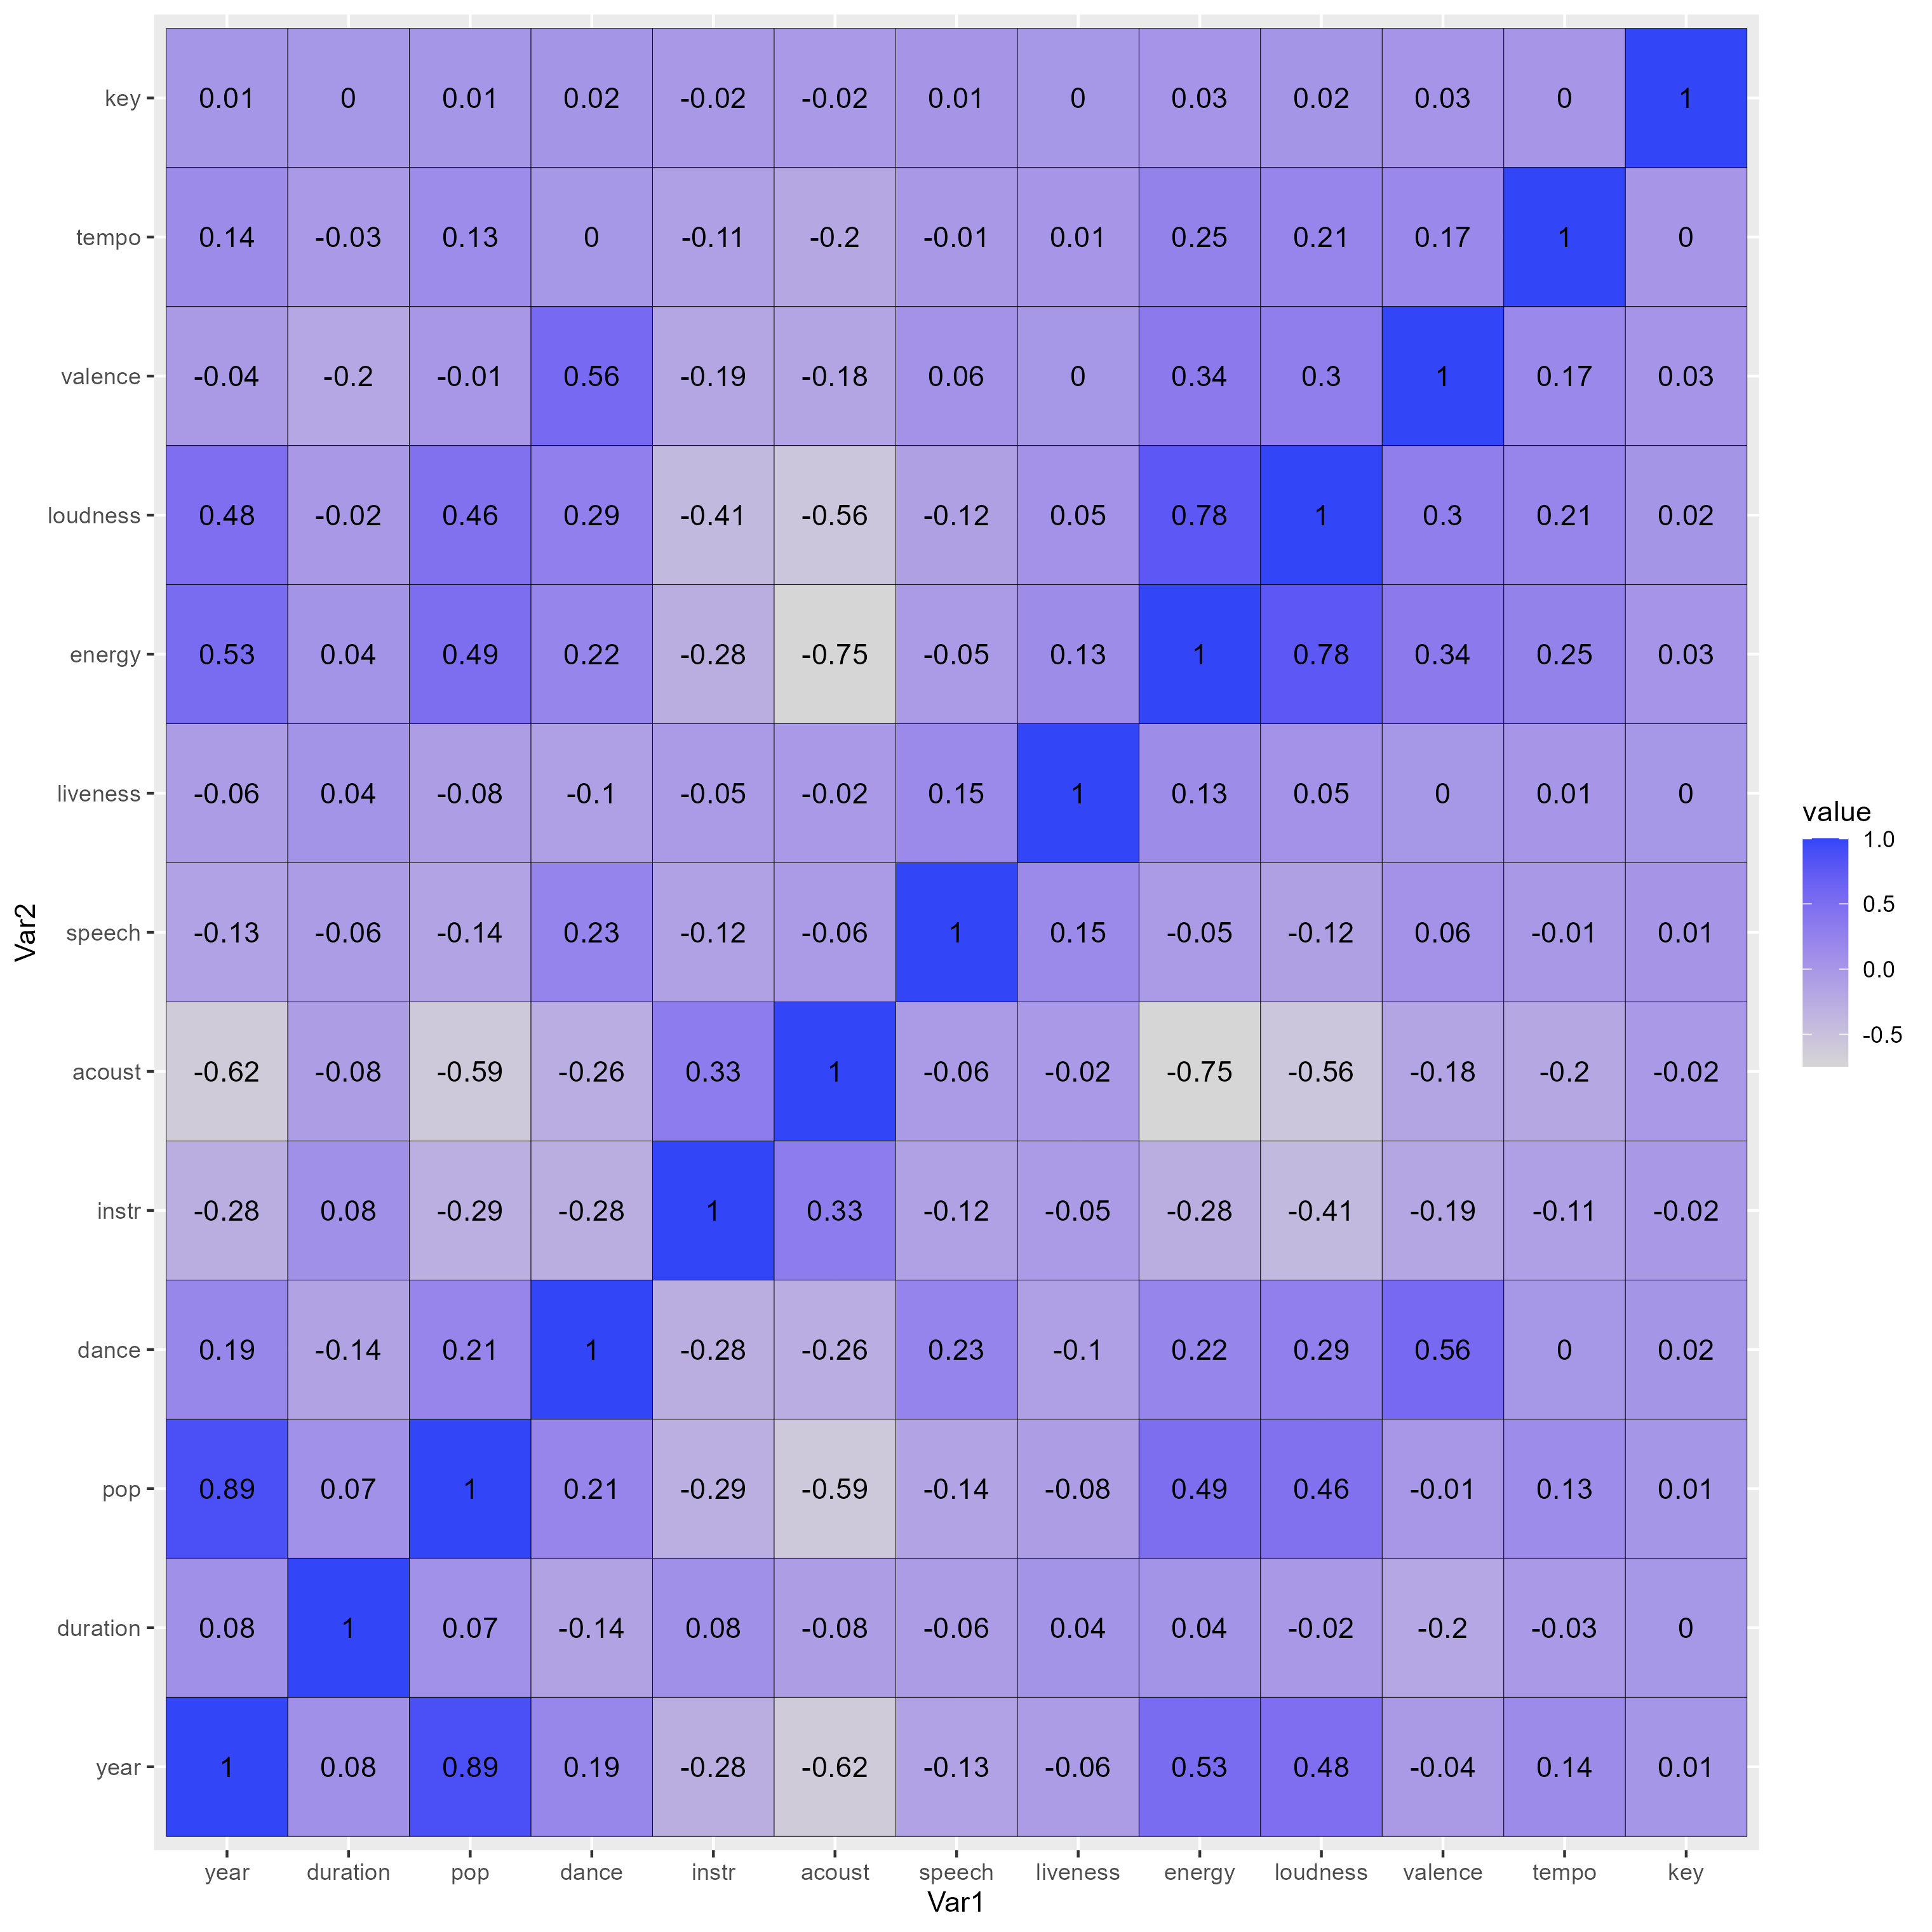 key 0.01 0 0.01 0.02 -0.02 -0.02 0.01 0 0.03 0.02 0.03 0 1
tempo 0.14 -0.03 0.13 0 -0.11 -0.2 -0.01 0.01 0.25 0.21 0.17 1 0
valence -0.04 -0.2 -0.01 0.56 -0.19 -0.18 0.06 0 0.34 0.3 1 0.17 0.03
loudness 0.48 -0.02 0.46 0.29 -0.41 -0.56 -0.12 0.05 0.78 1 0.3 0.21 0.02
energy 0.53 0.04 0.49 0.22 -0.28 -0.75 -0.05 0.13 1 0.78 0.34 0.25 0.03
liveness -0.06 0.04 -0.08 -0.1 -0.05 -0.02 0.15 1 0.13 0.05 0 0.01 0
speech -0.13 -0.06 -0.14 0.23 -0.12 -0.06 1 0.15 -0.05 -0.12 0.06 -0.01 0.01
acoust -0.62 -0.08 -0.59 -0.26 0.33 1 -0.06 -0.02 -0.75 -0.56 -0.18 -0.2 -0.02
instr -0.28 0.08 -0.29 -0.28 1 0.33 -0.12 -0.05 -0.28 -0.41 -0.19 -0.11 -0.02
dance 0.19 -0.14 0.21 1 -0.28 -0.26 0.23 -0.1 0.22 0.29 0.56 0 0.02
pop 0.89 0.07 1 0.21 -0.29 -0.59 -0.14 -0.08 0.49 0.46 -0.01 0.13 0.01
duration 0.08 1 0.07 -0.14 0.08 -0.08 -0.06 0.04 0.04 -0.02 -0.2 -0.03 0
year 1 0.08 0.89 0.19 -0.28 -0.62 -0.13 -0.06 0.53 0.48 -0.04 0.14 0.01
year duration pop dance instr acoust speech liveness energy loudness valence tempo key
Var1
Var2
value
1.0
0.5
0.0
-0.5